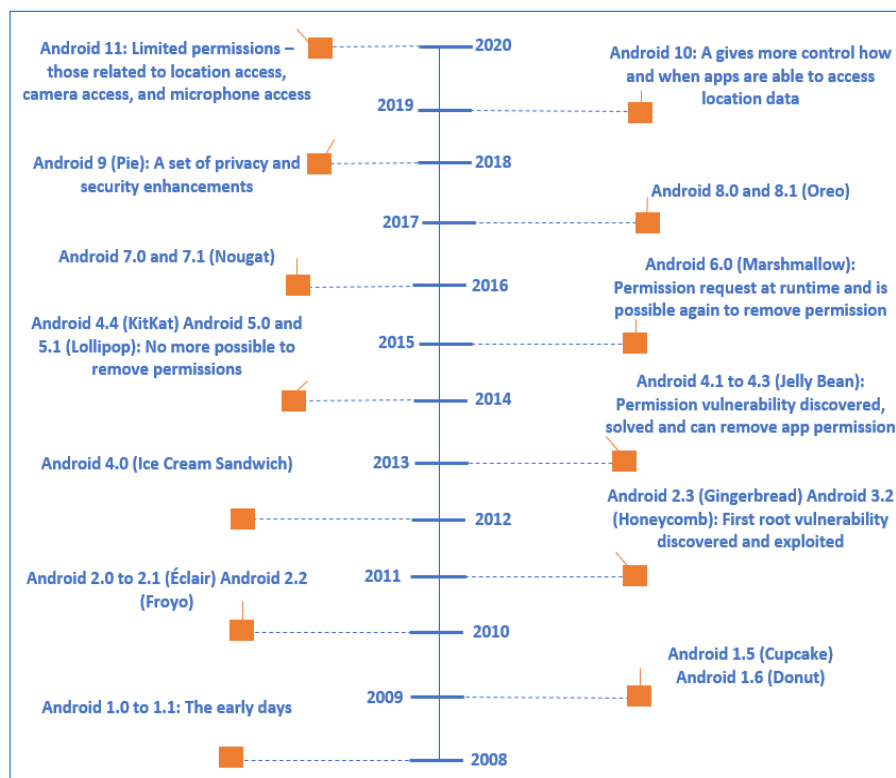 Android 11: Limited permissions –
those related to location access,
camera access, and microphone access
2020
Android 10: A gives more control how
and when apps are able to access
location data
2019
Android 9 (Pie): A set of privacy and
security enhancements
2018
Android 8.0 and 8.1 (Oreo)
2017
Android 7.0 and 7.1 (Nougat)
2016
Android 6.0 (Marshmallow):
Permission request at runtime and is
possible again to remove permission
2015
Android 4.4 (KitKat) Android 5.0 and
5.1 (Lollipop): No more possible to
remove permissions
2014
Android 4.1 to 4.3 (Jelly Bean):
Permission vulnerability discovered,
solved and can remove app permission
2013
Android 4.0 (Ice Cream Sandwich)
2012
Android 2.3 (Gingerbread) Android 3.2
(Honeycomb): First root vulnerability
discovered and exploited
2011
Android 2.0 to 2.1 (Éclair) Android 2.2
(Froyo)
2010
Android 1.5 (Cupcake)
Android 1.6 (Donut)
2009
Android 1.0 to 1.1: The early days
2008